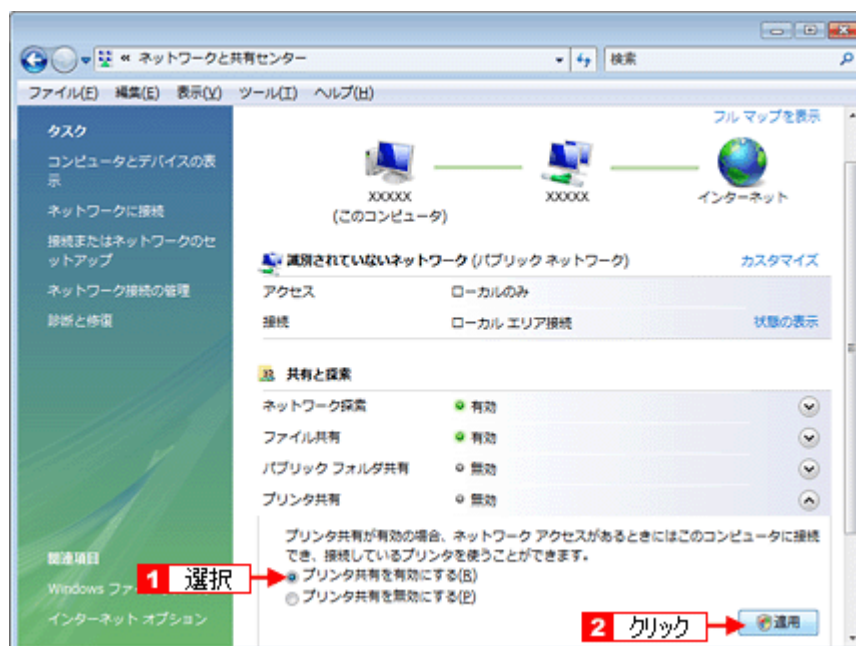 « ネットワークと共有センター
検索
ファイル(F) 編集(E) 表示(V) ツール(T) ヘルプ(H)
タスク
コンピュータとデバイスの表
示
ネットワークに接続
接続またはネットワークのセ
ットアップ
ネットワーク接続の管理
診断と修復
関連項目
Windows ファ
インターネット オプション
フル マップを表示
XXXXX
(このコンピュータ)
XXXXX
インターネット
識別されていないネットワーク (パブリック ネットワーク)
カスタマイズ
アクセス ローカルのみ
接続 ローカル エリア接続 状態の表示
共有と探索
ネットワーク探索 有効
ファイル共有 有効
パブリック フォルダ共有 無効
プリンタ共有 無効
プリンタ共有が有効の場合、ネットワーク アクセスがあるときにはこのコンピュータに接続
でき、接続しているプリンタを使うことができます。
1 選択
プリンタ共有を有効にする(R)
プリンタ共有を無効にする(P)
2 クリック
適用